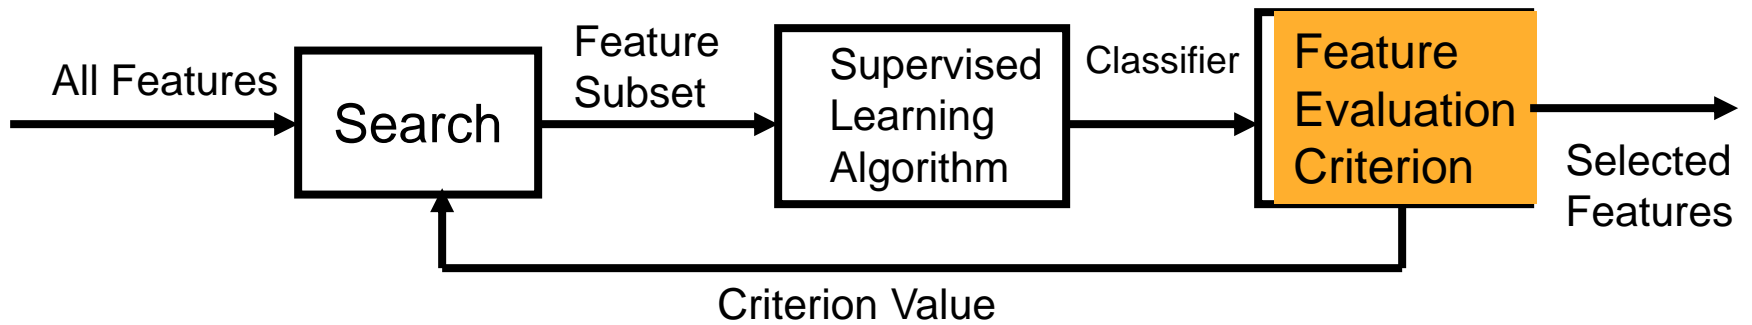 All Features
Search
Feature
Subset
Supervised
Learning
Algorithm
Classifier
Feature
Evaluation
Criterion
Selected
Features
Criterion Value